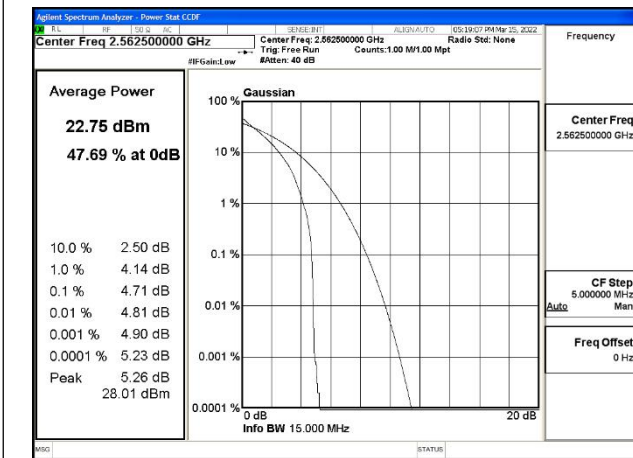 Agilent Spectrum Analyzer - Power Stat CCDF
RL RF 50 Ω AC SENSE:INT ALIGNAUTO 05:19:07 PM Mar 15, 2022
Center Freq 2.562500000 GHz
Center Freq: 2.562500000 GHz Radio Std: None
Trig: Free Run Counts:1.00 M/1.00 Mpt
#IFGain:Low #Atten: 40 dB
Frequency
Average Power
22.75 dBm
47.69 % at 0dB
10.0 % 2.50 dB
1.0 % 4.14 dB
0.1 % 4.71 dB
0.01 % 4.81 dB
0.001 % 4.90 dB
0.0001 % 5.23 dB
Peak 5.26 dB
28.01 dBm
Gaussian
100 %
10 %
1 %
0.1 %
0.01 %
0.001 %
0.0001 %
0 dB 20 dB
Info BW 15.000 MHz
Center Freq
2.562500000 GHz
CF Step
5.000000 MHz
Auto Man
Freq Offset
0 Hz
MSG STATUS